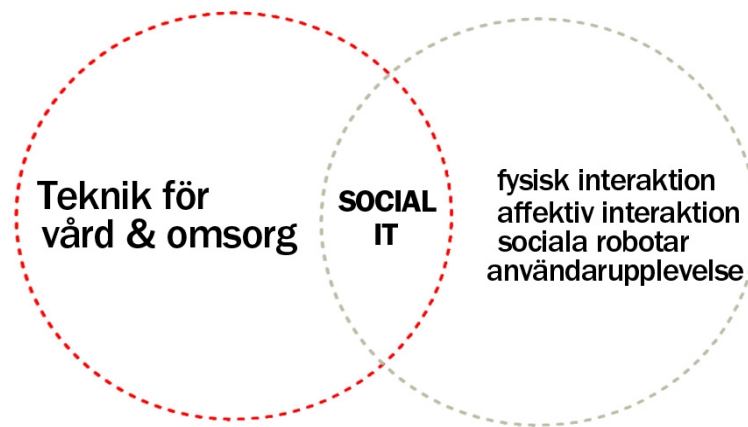 Teknik för
vård & omsorg
SOCIAL
IT
fysisk interaktion
affektiv interaktion
sociala robotar
användarupplevelse